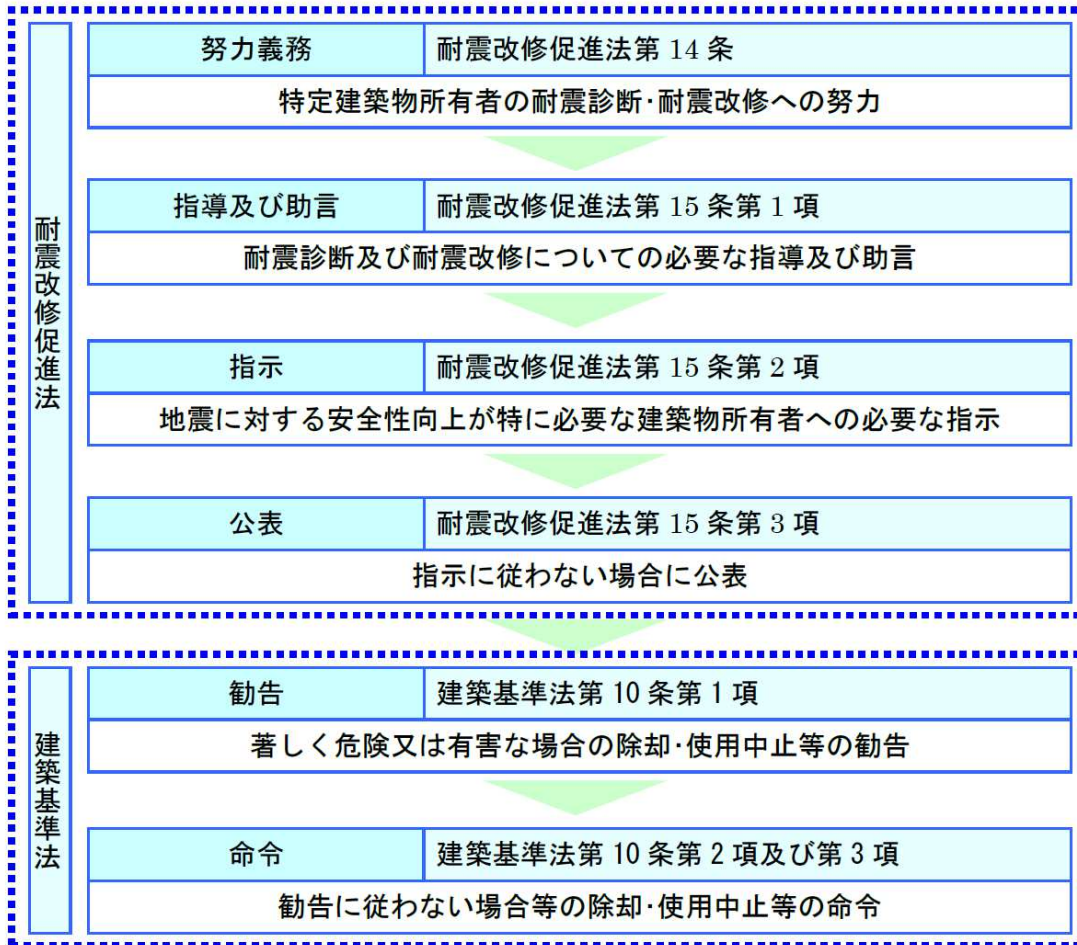 耐震改修促進法
努力義務
耐震改修促進法第 14 条
特定建築物所有者の耐震診断･耐震改修への努力
指導及び助言
耐震改修促進法第 15 条第 1 項
耐震診断及び耐震改修についての必要な指導及び助言
指示
耐震改修促進法第 15 条第 2 項
地震に対する安全性向上が特に必要な建築物所有者への必要な指示
公表
耐震改修促進法第 15 条第 3 項
指示に従わない場合に公表
建築基準法
勧告
建築基準法第 10 条第 1 項
著しく危険又は有害な場合の除却･使用中止等の勧告
命令
建築基準法第 10 条第 2 項及び第 3 項
勧告に従わない場合等の除却･使用中止等の命令